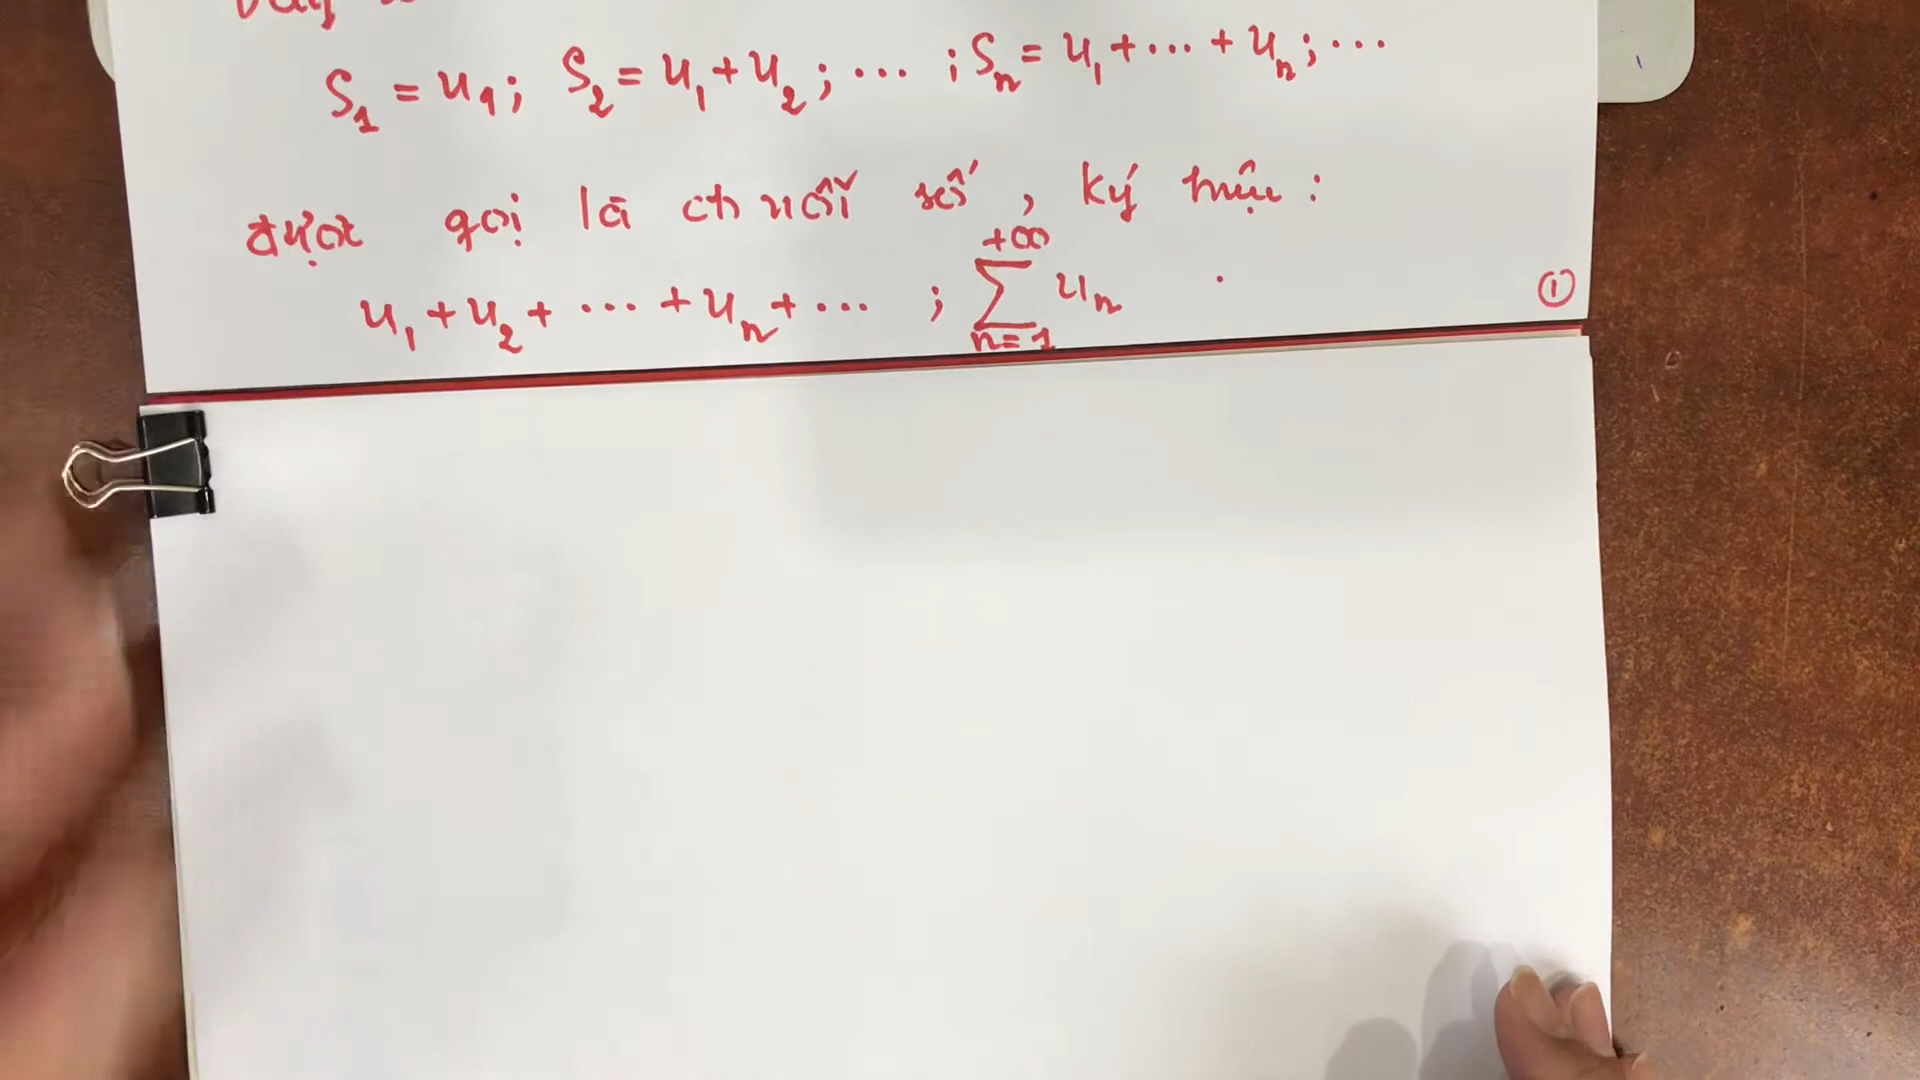 S₁ = u₁; S₂ = u₁ + u₂; ... ; Sₙ = u₁ + ... + uₙ; ...
được gọi là chuỗi số, ký hiệu:
u₁ + u₂ + ... + uₙ + ... ; ∑_{n=1}^{+∞} uₙ .
①